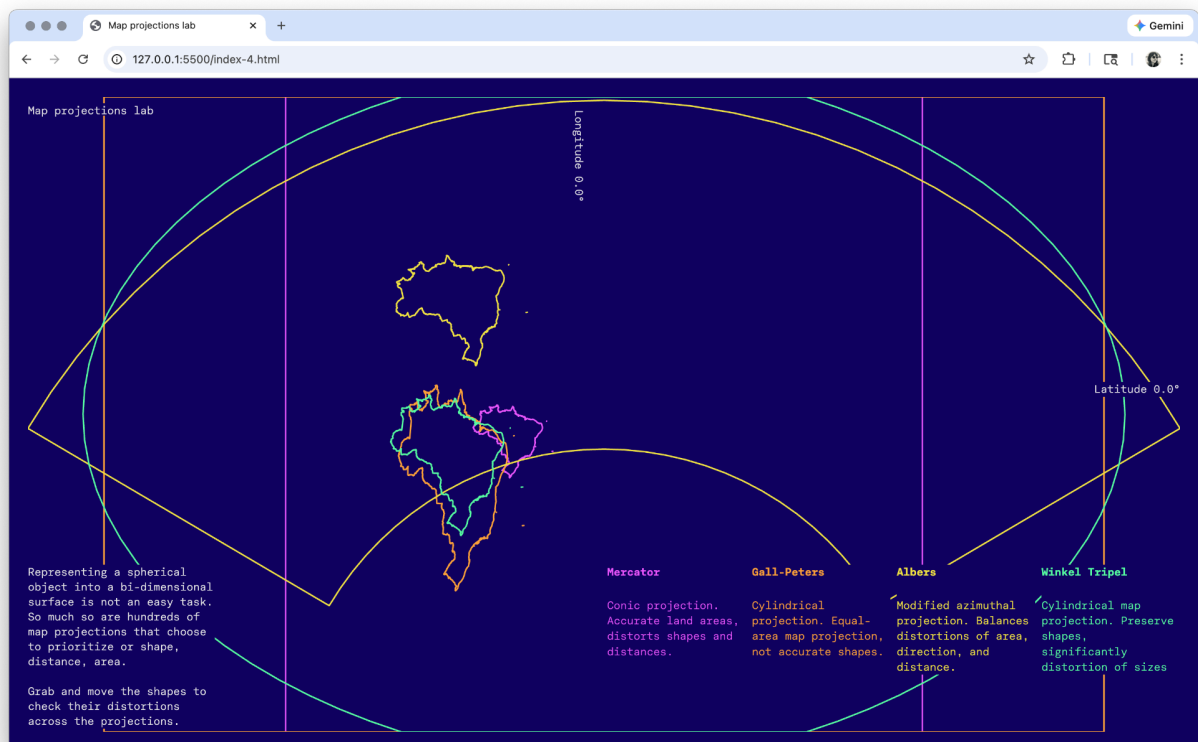 Map projections lab
Gemini
127.0.0.1:5500/index-4.html
Map projections lab
Longitude 0.0°
Latitude 0.0°
Representing a spherical
object into a bi-dimensional
surface is not an easy task.
So much so are hundreds of
map projections that choose
to prioritize or shape,
distance, area.
Grab and move the shapes to
check their distortions
across the projections.
Mercator
Conic projection.
Accurate land areas,
distorts shapes and
distances.
Gall-Peters
Cylindrical
projection. Equal-
area map projection,
not accurate shapes.
Albers
Modified azimuthal
projection. Balances
distortions of area,
direction, and
distance.
Winkel Tripel
Cylindrical map
projection. Preserve
shapes,
significantly
distortion of sizes